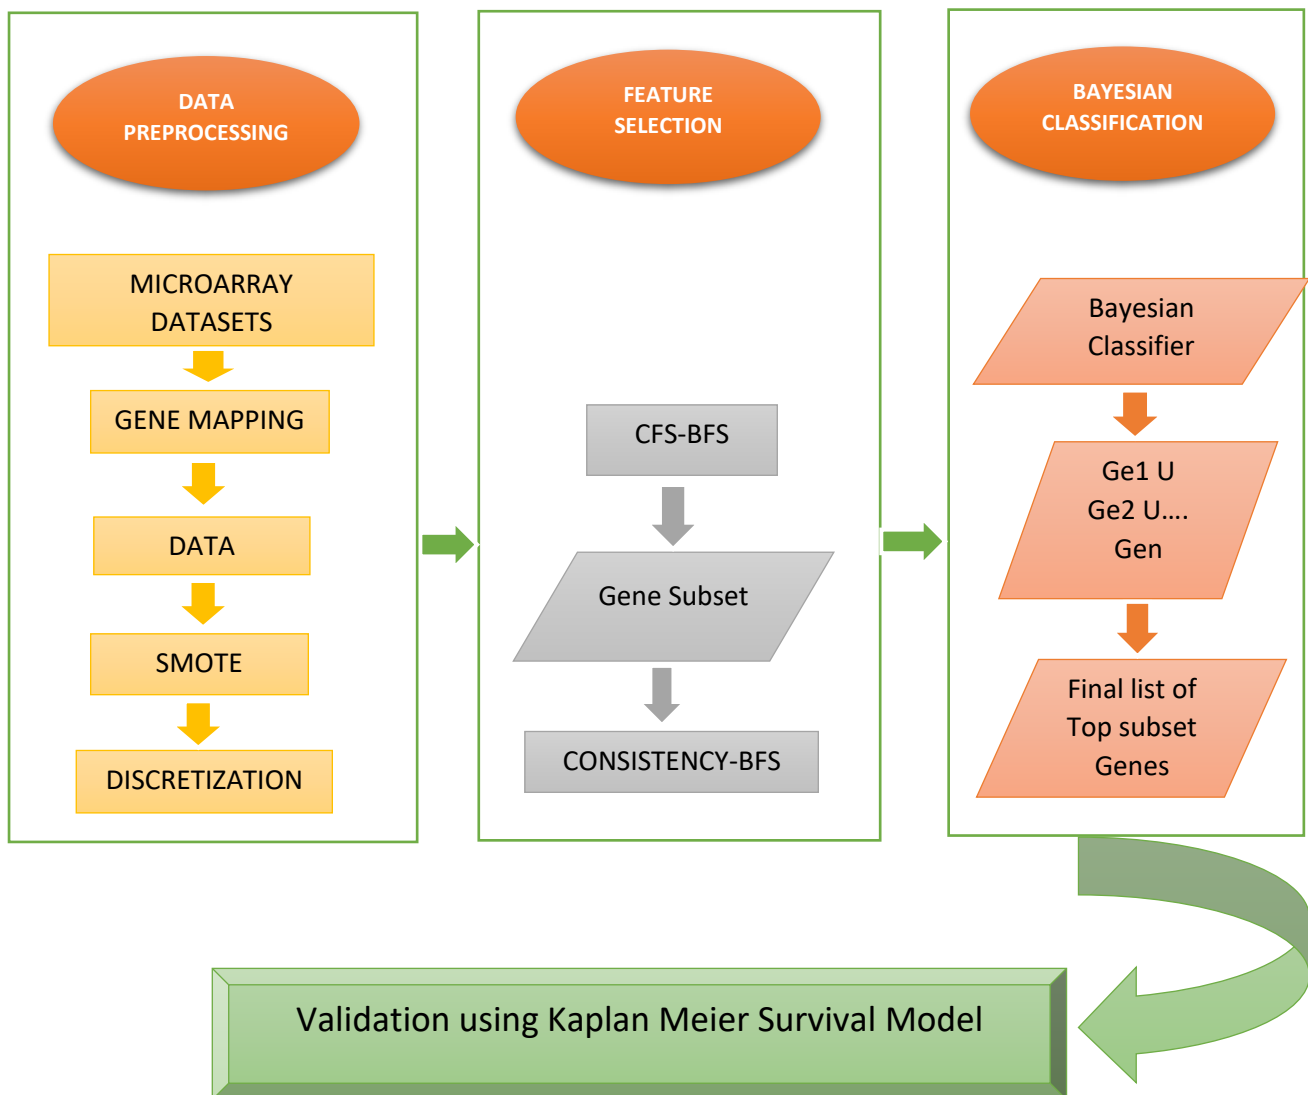 DATA
PREPROCESSING
MICROARRAY
DATASETS
GENE MAPPING
DATA
SMOTE
DISCRETIZATION
FEATURE
SELECTION
CFS-BFS
Gene Subset
CONSISTENCY-BFS
BAYESIAN
CLASSIFICATION
Bayesian
Classifier
Ge1 U
Ge2 U....
Gen
Final list of
Top subset
Genes
Validation using Kaplan Meier Survival Model